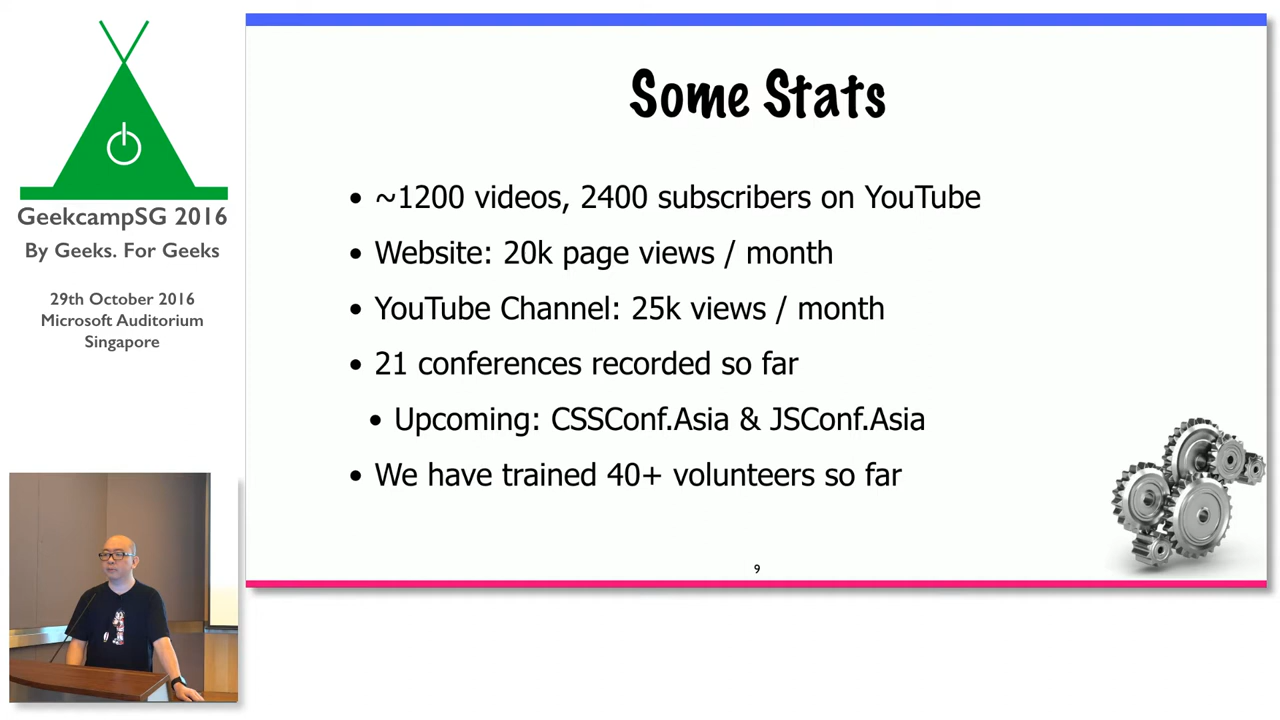 GeekcampSG 2016
By Geeks. For Geeks
29th October 2016
Microsoft Auditorium
Singapore
Some Stats
• ~1200 videos, 2400 subscribers on YouTube
• Website: 20k page views / month
• YouTube Channel: 25k views / month
• 21 conferences recorded so far
• Upcoming: CSSConf.Asia & JSConf.Asia
• We have trained 40+ volunteers so far
9